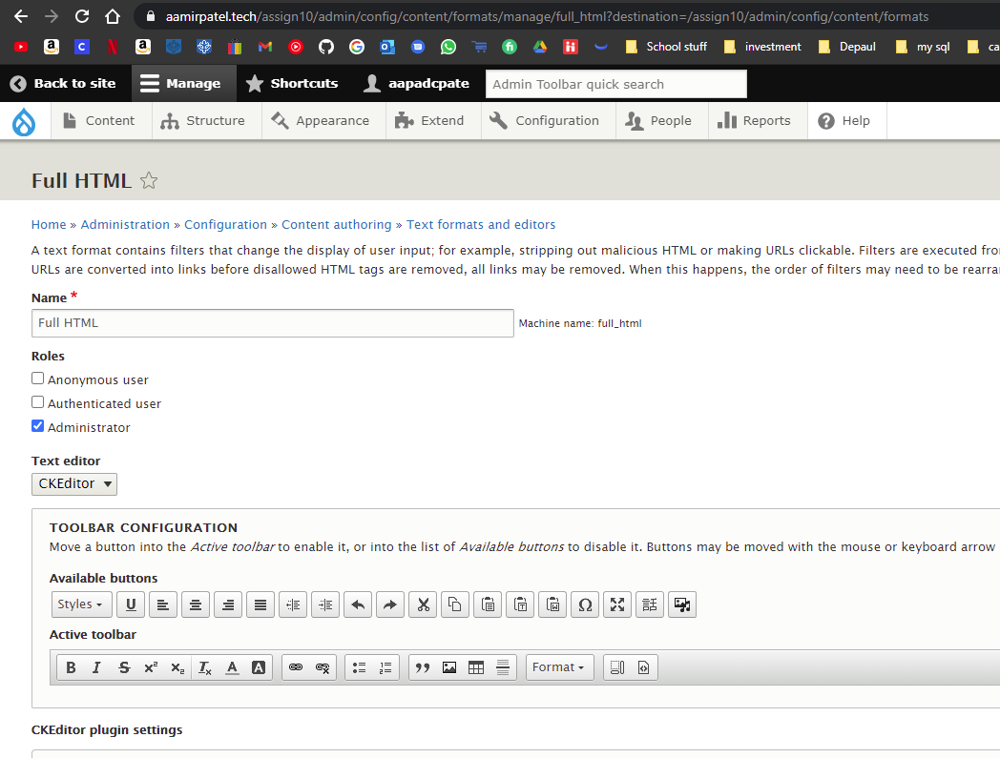 aamirpatel.tech/assign10/admin/config/content/formats/manage/full_html?destination=/assign10/admin/config/content/formats
School stuff investment Depaul my sql ca
Back to site Manage Shortcuts aapadcpate Admin Toolbar quick search
Content Structure Appearance Extend Configuration People Reports Help
Full HTML
Home » Administration » Configuration » Content authoring » Text formats and editors
A text format contains filters that change the display of user input; for example, stripping out malicious HTML or making URLs clickable. Filters are executed fro
URLs are converted into links before disallowed HTML tags are removed, all links may be removed. When this happens, the order of filters may need to be rearra
Name *
Full HTML Machine name: full_html
Roles
Anonymous user
Authenticated user
Administrator
Text editor
CKEditor
TOOLBAR CONFIGURATION
Move a button into the Active toolbar to enable it, or into the list of Available buttons to disable it. Buttons may be moved with the mouse or keyboard arrow
Available buttons
Styles U Ω
Active toolbar
B I S x² x₂ Tx A A Format
CKEditor plugin settings